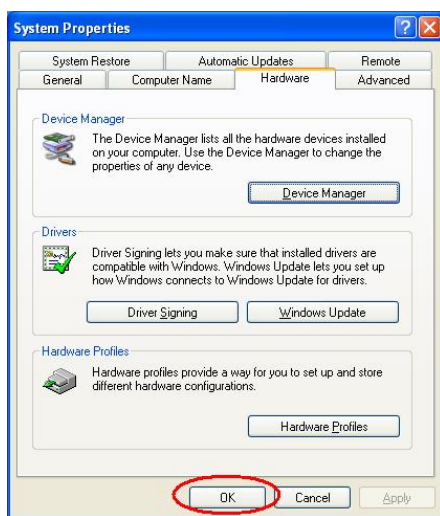 System Properties
System Restore Automatic Updates Remote
General Computer Name Hardware Advanced
Device Manager
The Device Manager lists all the hardware devices installed
on your computer. Use the Device Manager to change the
properties of any device.
Device Manager
Drivers
Driver Signing lets you make sure that installed drivers are
compatible with Windows. Windows Update lets you set up
how Windows connects to Windows Update for drivers.
Driver Signing Windows Update
Hardware Profiles
Hardware profiles provide a way for you to set up and store
different hardware configurations.
Hardware Profiles
OK Cancel Apply